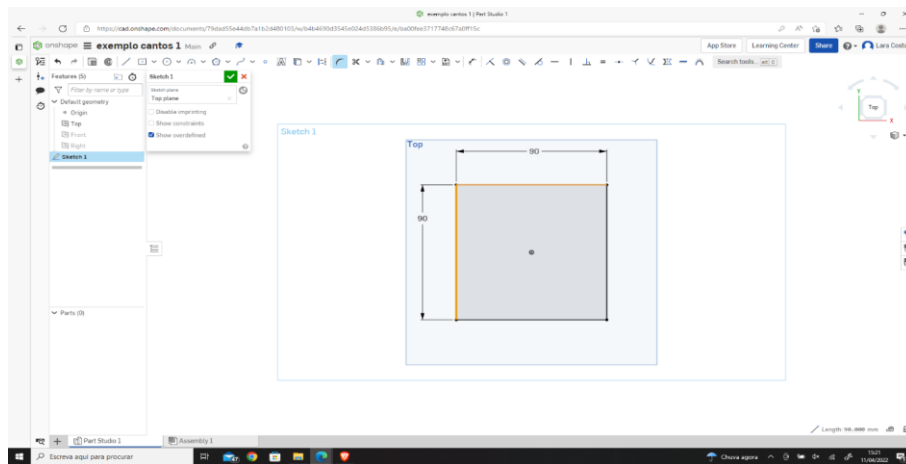 exemplo cantos 1 | Part Studio 1
https://cad.onshape.com/documents/79dad55e44db7a1b2d480103/w/b4b4690d3545e024d5386b95/e/ba00fee3717748c67a0ff15c
onshape exemplo cantos 1 Main
App Store Learning Center Share Lara Costa
Search tools...
Features (5)
Filter by name or type
Default geometry
Origin
Top
Front
Right
Sketch 1
Sketch 1
Sketch plane
Top plane
Disable imprinting
Show constraints
Show overdefined
Sketch 1
Top
90
90
Y
Top
X
Parts (0)
Length: 90.000 mm
Part Studio 1 Assembly 1
Escreva aqui para procurar
Chuva agora
15:21
11/04/2022